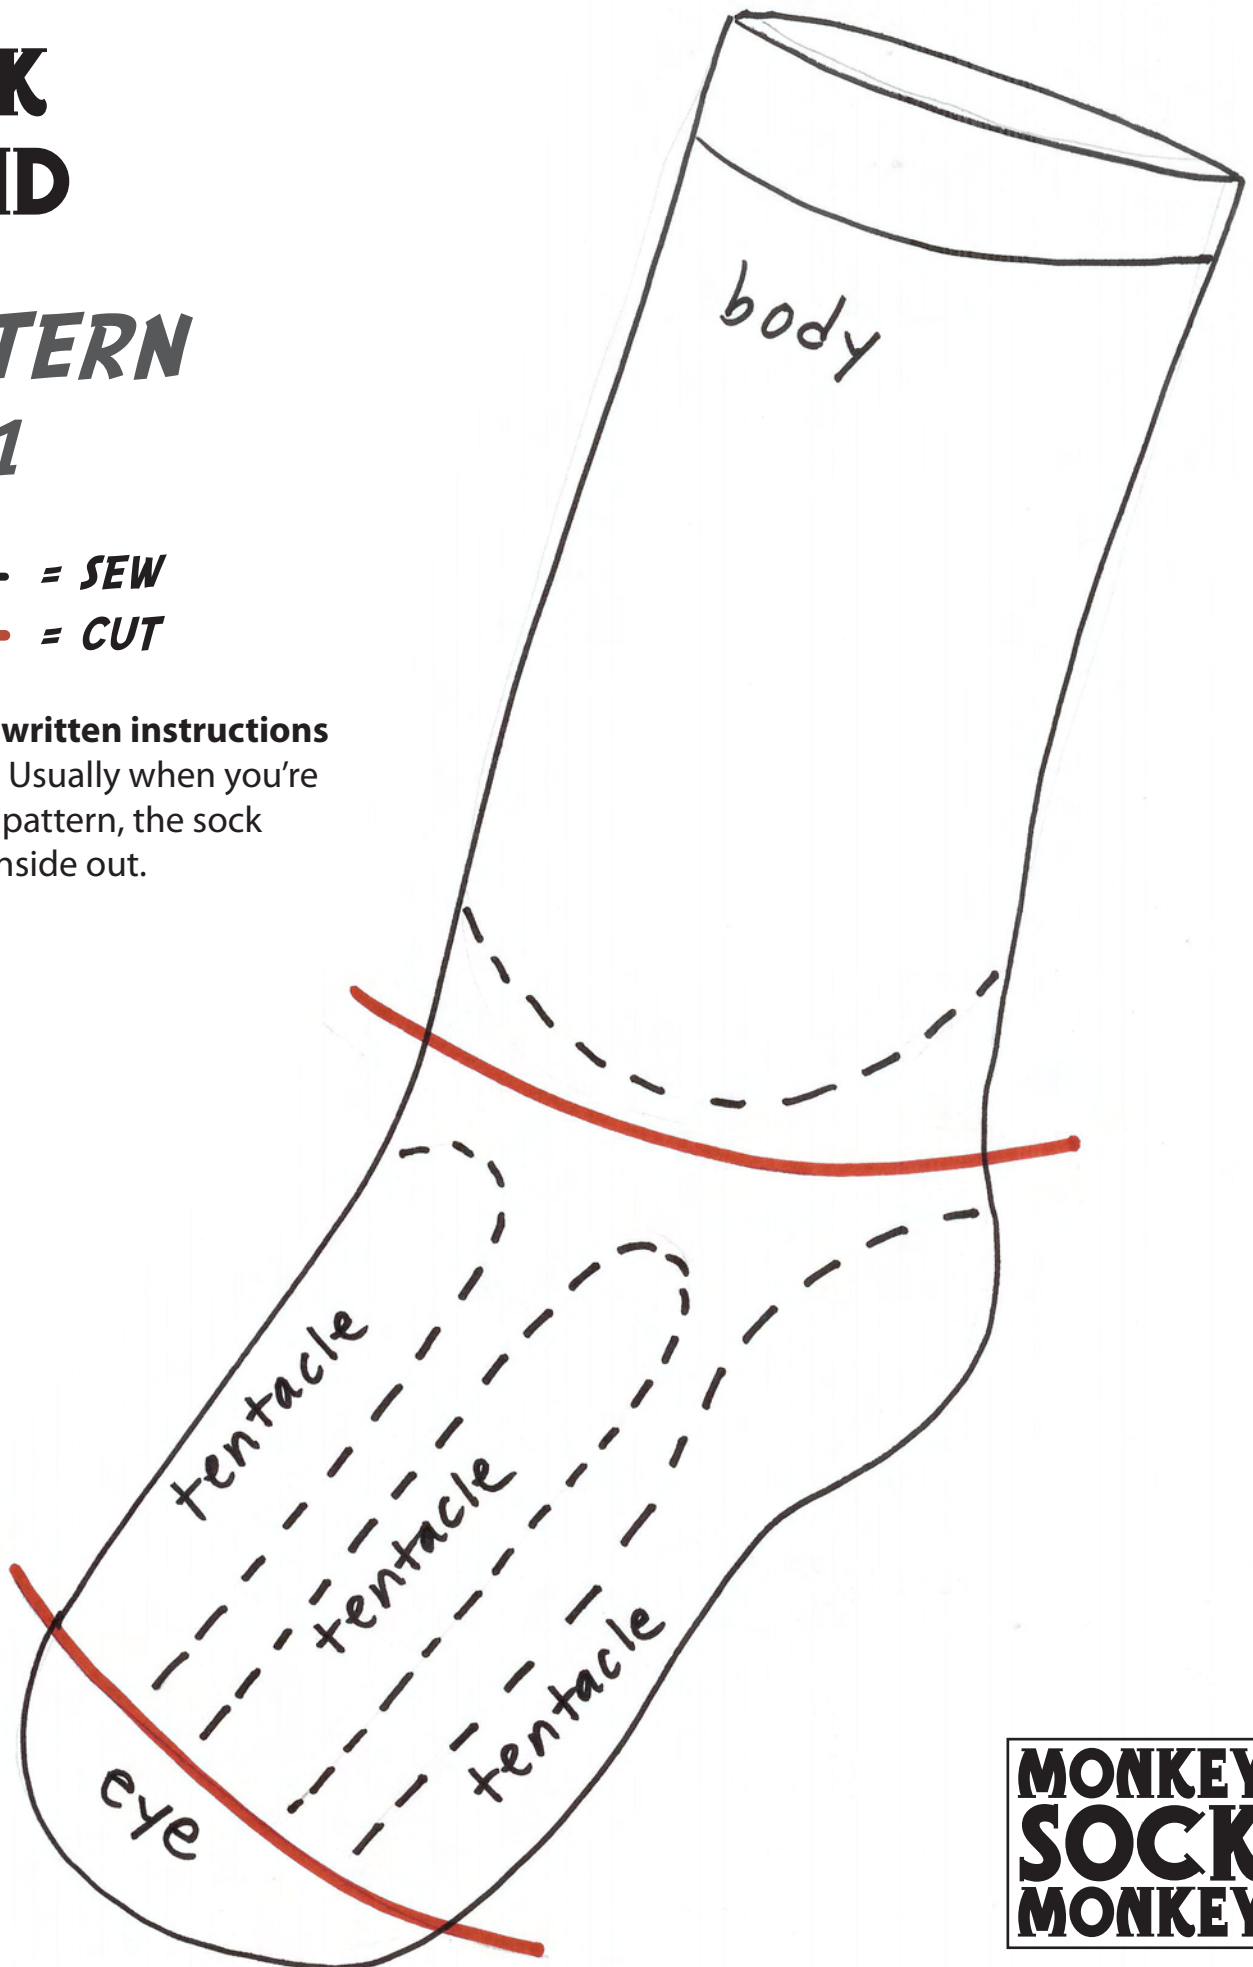 K
ID
TERN
1
= SEW
= CUT
written instructions
Usually when you're
pattern, the sock
nside out.
body
tentacle
tentacle
tentacle
eye
MONKEY
SOCK
MONKEY